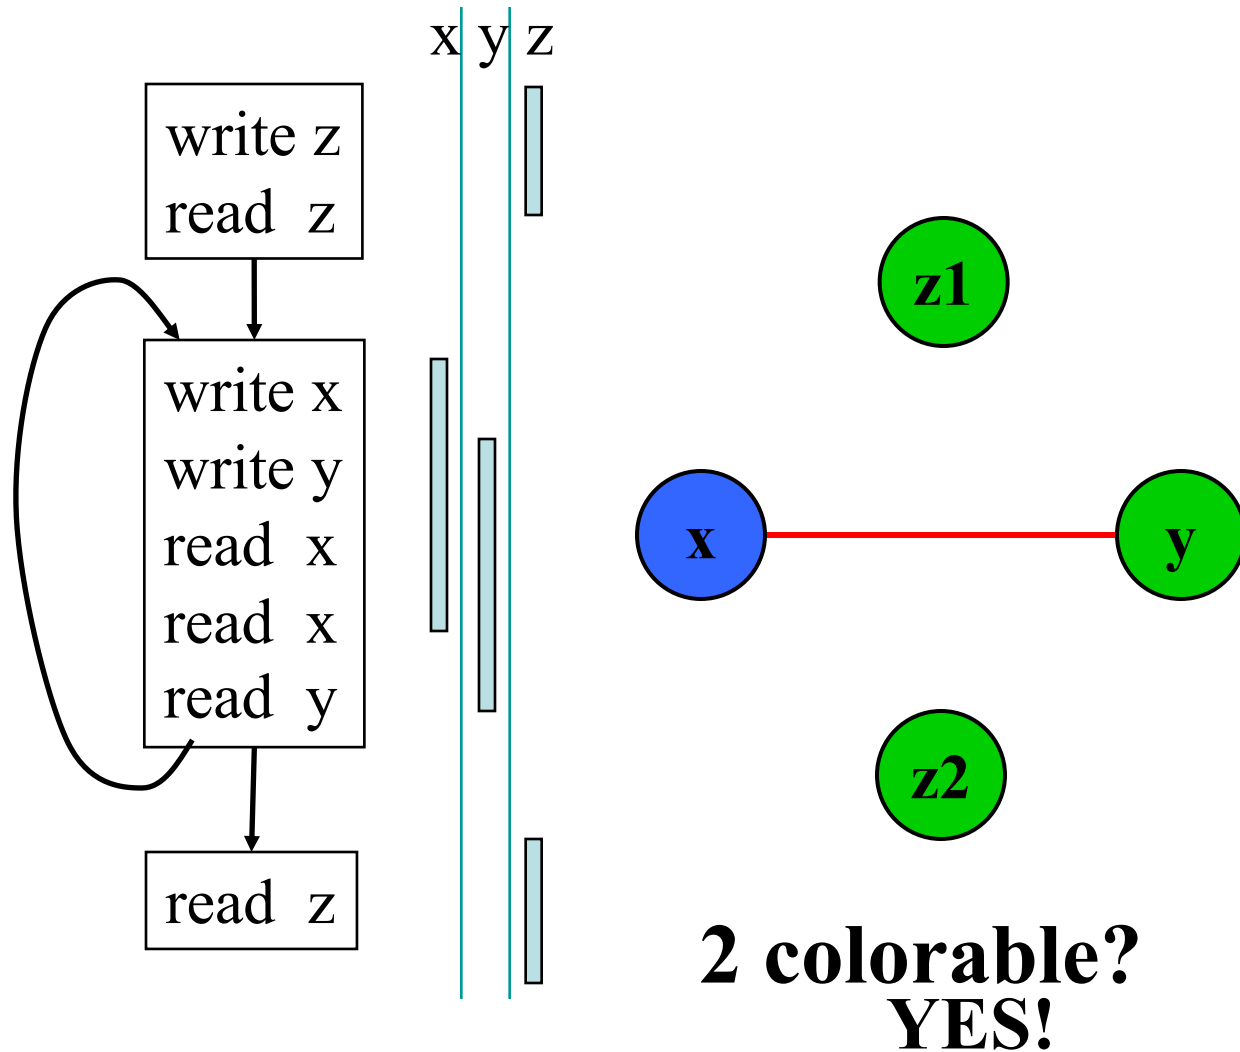 x y z
write z
read z
write x
write y
read x
read x
read y
read z
z1
x
y
z2
2 colorable?
YES!